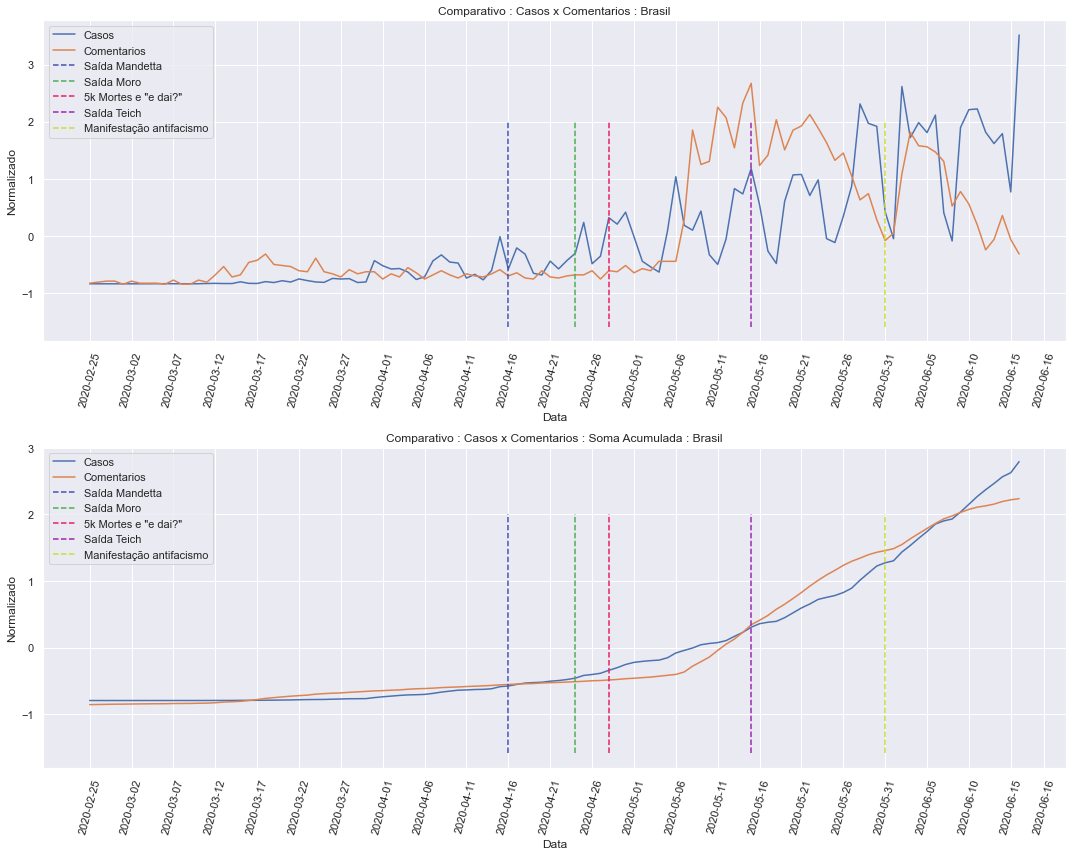 Comparativo : Casos x Comentarios : Brasil
Casos
Comentarios
Saída Mandetta
Saída Moro
5k Mortes e "e dai?"
Saída Teich
Manifestação antifacismo
Normalizado
3
2
1
0
−1
2020-02-25
2020-03-02
2020-03-07
2020-03-12
2020-03-17
2020-03-22
2020-03-27
2020-04-01
2020-04-06
2020-04-11
2020-04-16
2020-04-21
2020-04-26
2020-05-01
2020-05-06
2020-05-11
2020-05-16
2020-05-21
2020-05-26
2020-05-31
2020-06-05
2020-06-10
2020-06-15
2020-06-16
Data
Comparativo : Casos x Comentarios : Soma Acumulada : Brasil
Casos
Comentarios
Saída Mandetta
Saída Moro
5k Mortes e "e dai?"
Saída Teich
Manifestação antifacismo
Normalizado
3
2
1
0
−1
2020-02-25
2020-03-02
2020-03-07
2020-03-12
2020-03-17
2020-03-22
2020-03-27
2020-04-01
2020-04-06
2020-04-11
2020-04-16
2020-04-21
2020-04-26
2020-05-01
2020-05-06
2020-05-11
2020-05-16
2020-05-21
2020-05-26
2020-05-31
2020-06-05
2020-06-10
2020-06-15
2020-06-16
Data